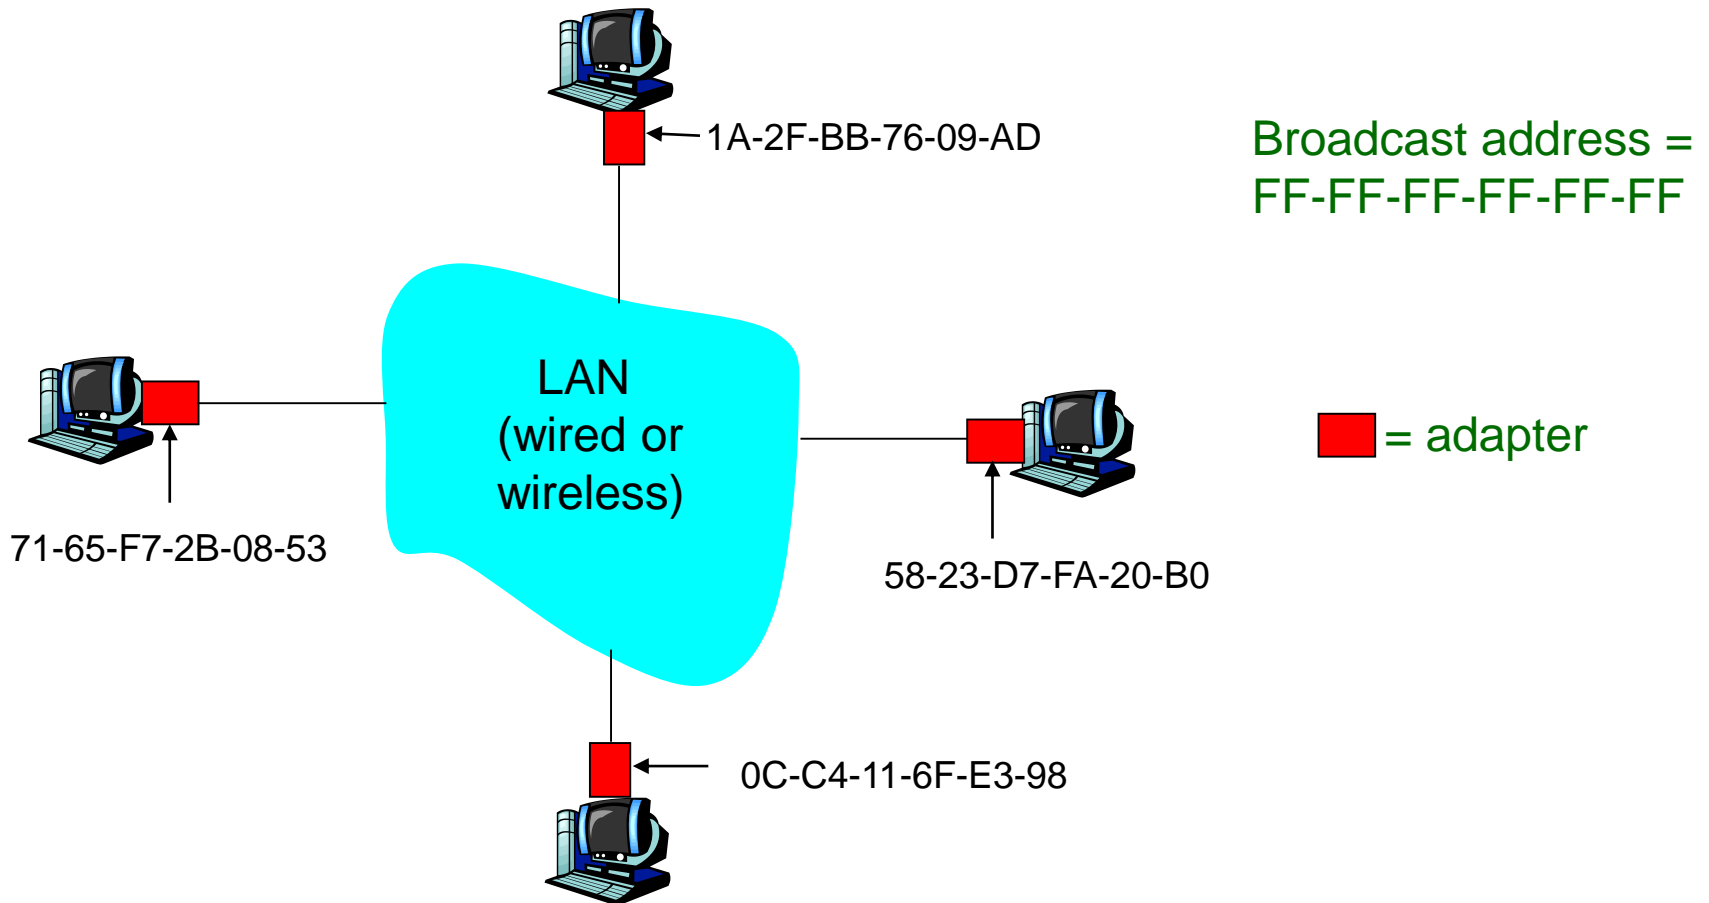 1A-2F-BB-76-09-AD
Broadcast address =
FF-FF-FF-FF-FF-FF
LAN
(wired or
wireless)
= adapter
71-65-F7-2B-08-53
58-23-D7-FA-20-B0
0C-C4-11-6F-E3-98